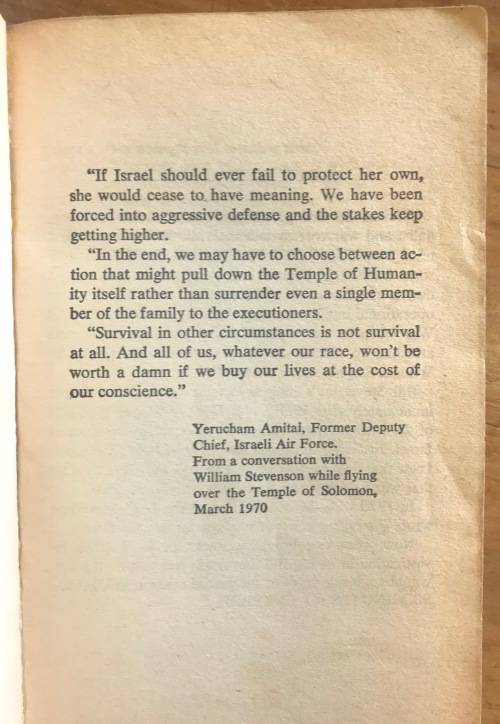 “If Israel should ever fail to protect her own,
she would cease to have meaning. We have been
forced into aggressive defense and the stakes keep
getting higher.
“In the end, we may have to choose between ac-
tion that might pull down the Temple of Human-
ity itself rather than surrender even a single mem-
ber of the family to the executioners.
“Survival in other circumstances is not survival
at all. And all of us, whatever our race, won’t be
worth a damn if we buy our lives at the cost of
our conscience.”
Yerucham Amitai, Former Deputy
Chief, Israeli Air Force.
From a conversation with
William Stevenson while flying
over the Temple of Solomon,
March 1970